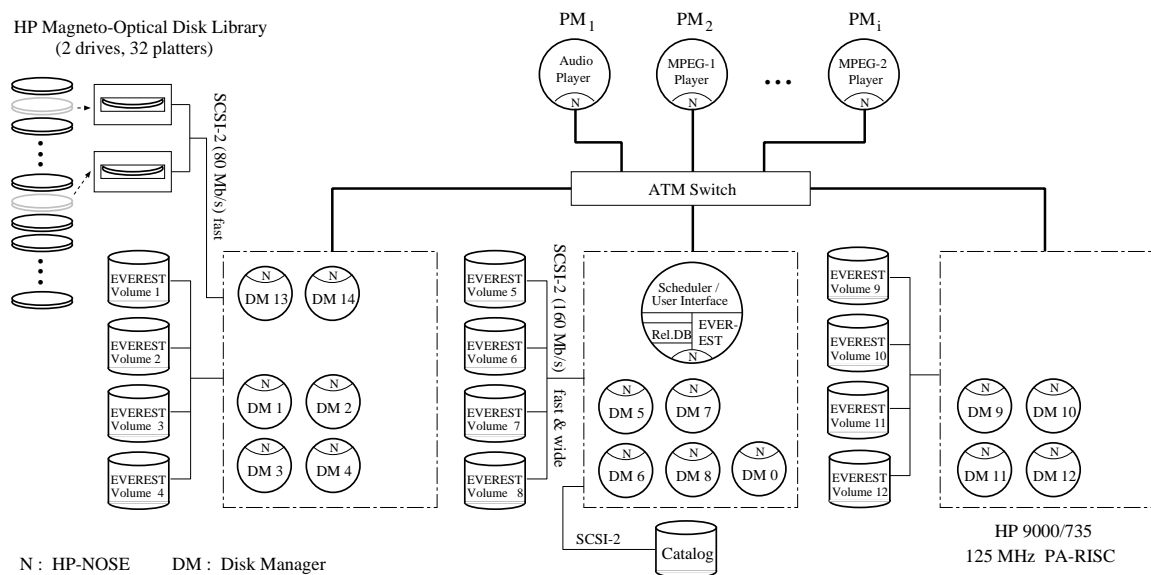 HP Magneto-Optical Disk Library
(2 drives, 32 platters)
PM1
PM2
PMi
Audio
Player
N
MPEG-1
Player
N
MPEG-2
Player
N
SCSI-2 (80 Mb/s) fast
ATM Switch
EVEREST
Volume 1
EVEREST
Volume 2
EVEREST
Volume 3
EVEREST
Volume 4
N
DM 13
N
DM 14
N
DM 1
N
DM 2
N
DM 3
N
DM 4
EVEREST
Volume 5
EVEREST
Volume 6
EVEREST
Volume 7
EVEREST
Volume 8
SCSI-2 (160 Mb/s) fast & wide
Scheduler /
User Interface
Rel.DB
EVER-
EST
N
N
DM 5
N
DM 7
N
DM 6
N
DM 8
N
DM 0
SCSI-2
Catalog
EVEREST
Volume 9
EVEREST
Volume 10
EVEREST
Volume 11
EVEREST
Volume 12
N
DM 9
N
DM 10
N
DM 11
N
DM 12
HP 9000/735
125 MHz PA-RISC
N : HP-NOSE DM : Disk Manager